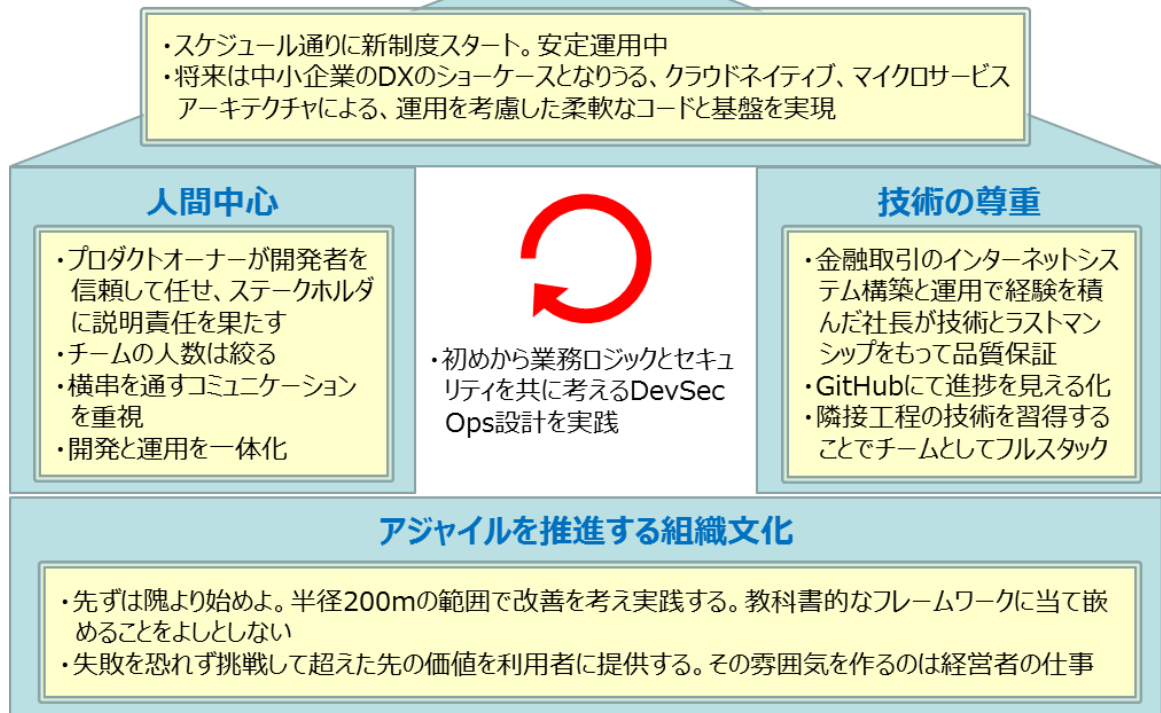 ・スケジュール通りに新制度スタート。安定運用中
・将来は中小企業のDXのショーケースとなりうる、クラウドネイティブ、マイクロサービス
アーキテクチャによる、運用を考慮した柔軟なコードと基盤を実現
人間中心
・プロダクトオーナーが開発者を
信頼して任せ、ステークホルダ
に説明責任を果たす
・チームの人数は絞る
・横串を通すコミュニケーション
を重視
・開発と運用を一体化
・初めから業務ロジックとセキュ
リティを共に考えるDevSec
Ops設計を実践
技術の尊重
・金融取引のインターネットシス
テム構築と運用で経験を積
んだ社長が技術とラストマン
シップをもって品質保証
・GitHubにて進捗を見える化
・隣接工程の技術を習得する
ことでチームとしてフルスタック
アジャイルを推進する組織文化
・先ずは隗より始めよ。半径200mの範囲で改善を考え実践する。教科書的なフレームワークに当て嵌
めることをよしとしない
・失敗を恐れず挑戦して超えた先の価値を利用者に提供する。その雰囲気を作るのは経営者の仕事